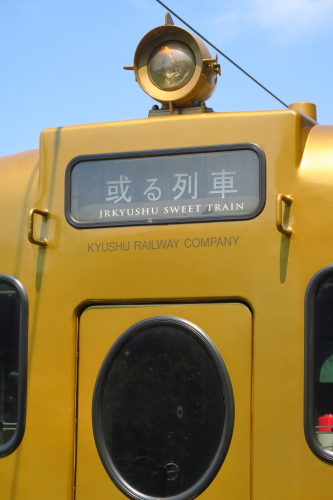 或る列車
JRKYUSHU SWEET TRAIN
KYUSHU RAILWAY COMPANY